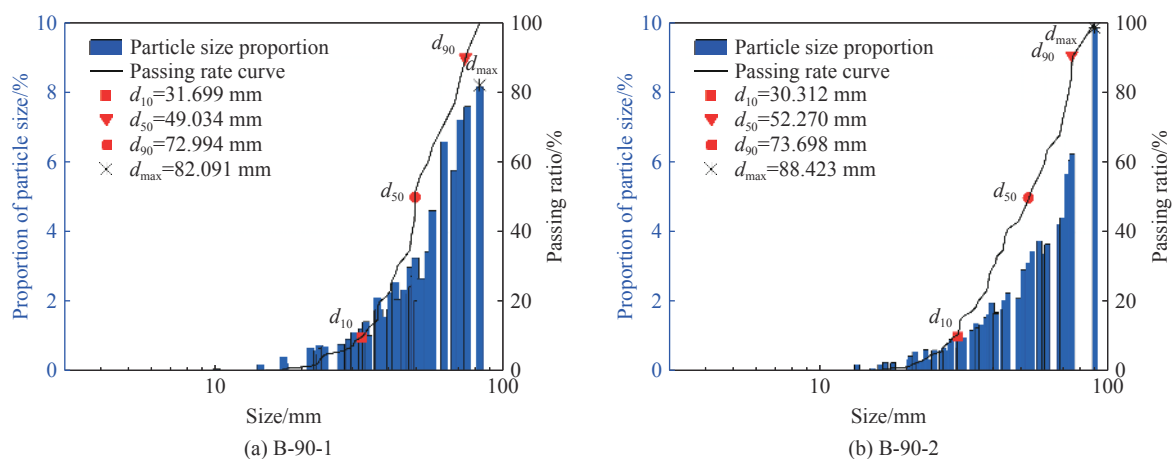 10
8
6
4
2
0
Proportion of particle size/%
Particle size proportion
Passing rate curve
d₁₀=31.699 mm
d₅₀=49.034 mm
d₉₀=72.994 mm
d_max=82.091 mm
d₉₀
d_max
d₅₀
d₁₀
100
80
60
40
20
0
Passing ratio/%
10
100
Size/mm
(a) B-90-1
10
8
6
4
2
0
Proportion of particle size/%
Particle size proportion
Passing rate curve
d₁₀=30.312 mm
d₅₀=52.270 mm
d₉₀=73.698 mm
d_max=88.423 mm
d_max
d₉₀
d₅₀
d₁₀
100
80
60
40
20
0
Passing ratio/%
10
100
Size/mm
(b) B-90-2